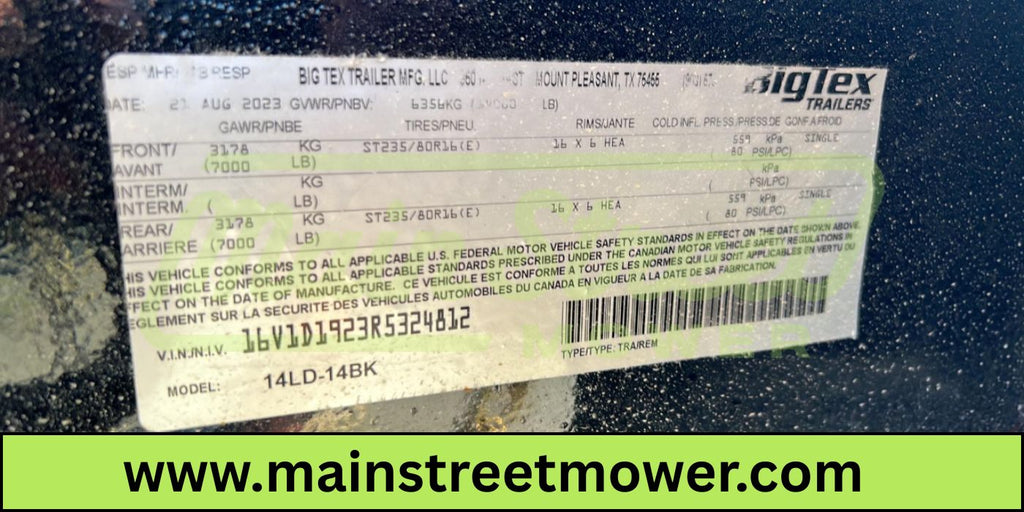 BIG TEX TRAILER MFG. LLC MOUNT PLEASANT, TX 75455
BigTex
TRAILERS
21 AUG 2023 GVWR/PNBV: 6356KG LB)
GAWR/PNBE TIRES/PNEU. RIMS/JANTE COLD INFL. PRESS./PRESS. DE GONF. A FROID
FRONT/ 3178 KG ST235/80R16(E) 16 X 6 HEA 559 kPa SINGLE
AVANT (7000 LB) ( 80 PSI/LPC)
INTERM/ KG kPa
INTERM. ( LB) ( PSI/LPC)
REAR/ 3178 KG ST235/80R16(E) 16 X 6 HEA 559 kPa SINGLE
ARRIERE (7000 LB) ( 80 PSI/LPC)
HIS VEHICLE CONFORMS TO ALL APPLICABLE U.S. FEDERAL MOTOR VEHICLE SAFETY STANDARDS IN EFFECT ON THE DATE SHOWN ABOVE.
HIS VEHICLE CONFORMS TO ALL APPLICABLE STANDARDS PRESCRIBED UNDER THE CANADIAN MOTOR VEHICLE SAFETY REGULATIONS IN
FFECT ON THE DATE OF MANUFACTURE. CE VEHICULE EST CONFORME A TOUTES LES NORMES QUI LUI SONT APPLICABLES EN VERTU DU
EGLEMENT SUR LA SECURITE DES VEHICULES AUTOMOBILES DU CANADA EN VIGUEUR A LA DATE DE SA FABRICATION.
V.I.N./N.I.V. 16V1D1923R5324812
TYPE/TYPE: TRA/REM
MODEL: 14LD-14BK
Main Street
MOWER
www.mainstreetmower.com